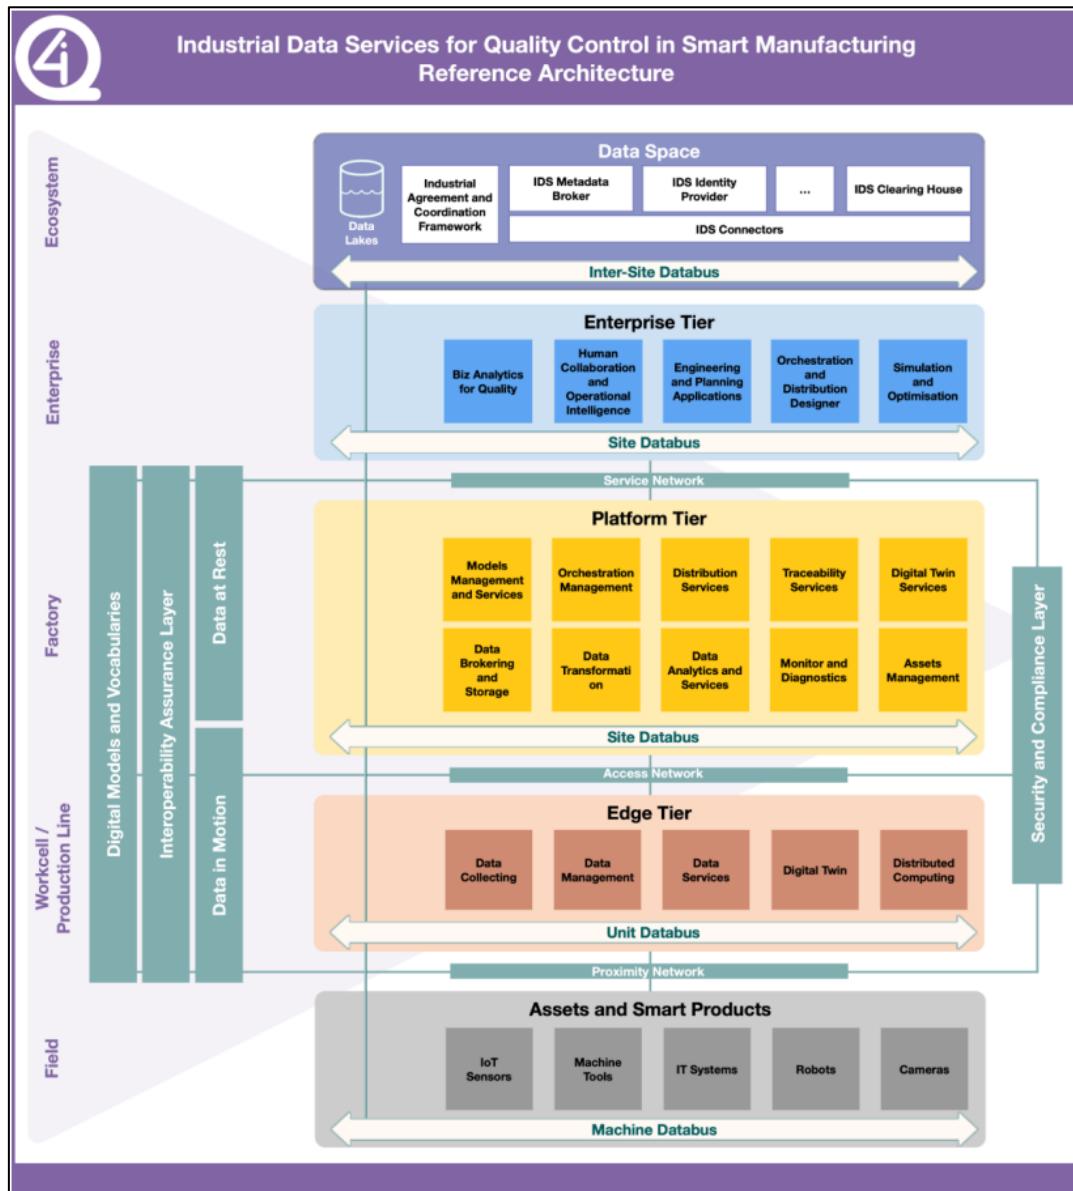 4i
Industrial Data Services for Quality Control in Smart Manufacturing
Reference Architecture
Ecosystem
Data Space
Data
Lakes
Industrial
Agreement and
Coordination
Framework
IDS Metadata
Broker
IDS Identity
Provider
...
IDS Clearing House
IDS Connectors
Inter-Site Databus
Enterprise
Enterprise Tier
Biz Analytics
for Quality
Human
Collaboration
and
Operational
Intelligence
Engineering
and Planning
Applications
Orchestration
and
Distribution
Designer
Simulation
and
Optimisation
Site Databus
Service Network
Digital Models and Vocabularies
Interoperability Assurance Layer
Data at Rest
Data in Motion
Security and Compliance Layer
Factory
Platform Tier
Models
Management
and Services
Orchestration
Management
Distribution
Services
Traceability
Services
Digital Twin
Services
Data
Brokering
and
Storage
Data
Transformati
on
Data
Analytics and
Services
Monitor and
Diagnostics
Assets
Management
Site Databus
Access Network
Workcell /
Production Line
Edge Tier
Data
Collecting
Data
Management
Data
Services
Digital Twin
Distributed
Computing
Unit Databus
Proximity Network
Field
Assets and Smart Products
IoT
Sensors
Machine
Tools
IT Systems
Robots
Cameras
Machine Databus